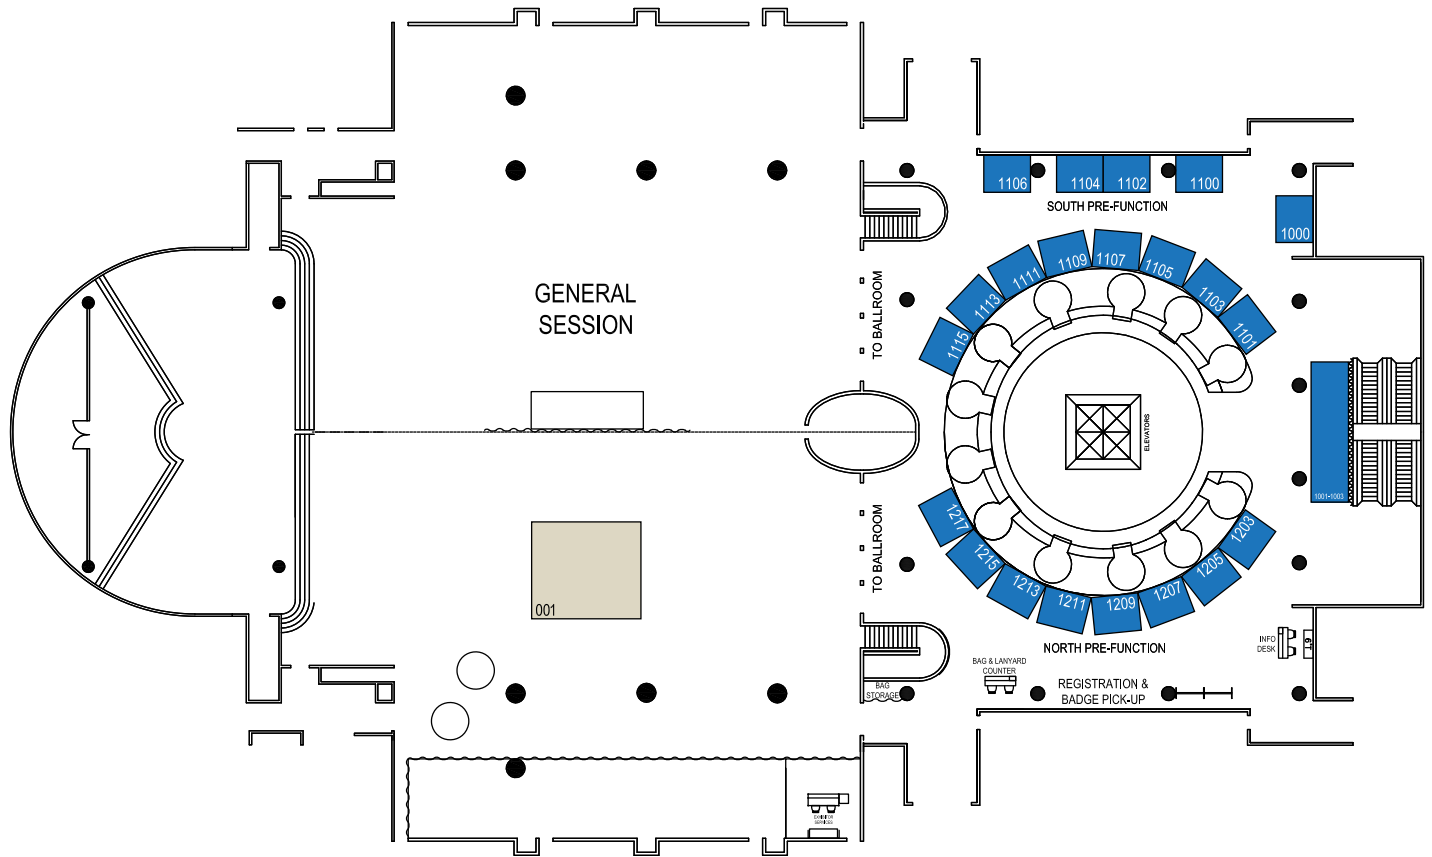 1106
1104
1102
1100
SOUTH PRE-FUNCTION
1000
1115
1113
1111
1109
1107
1105
1103
1101
TO BALLROOM
GENERAL
SESSION
ELEVATORS
1001-1003
001
TO BALLROOM
1217
1215
1213
1211
1209
1207
1205
1203
NORTH PRE-FUNCTION
INFO
DESK
BAG & LANYARD
COUNTER
BAG
STORAGE
REGISTRATION &
BADGE PICK-UP
EXHIBITOR
SERVICES